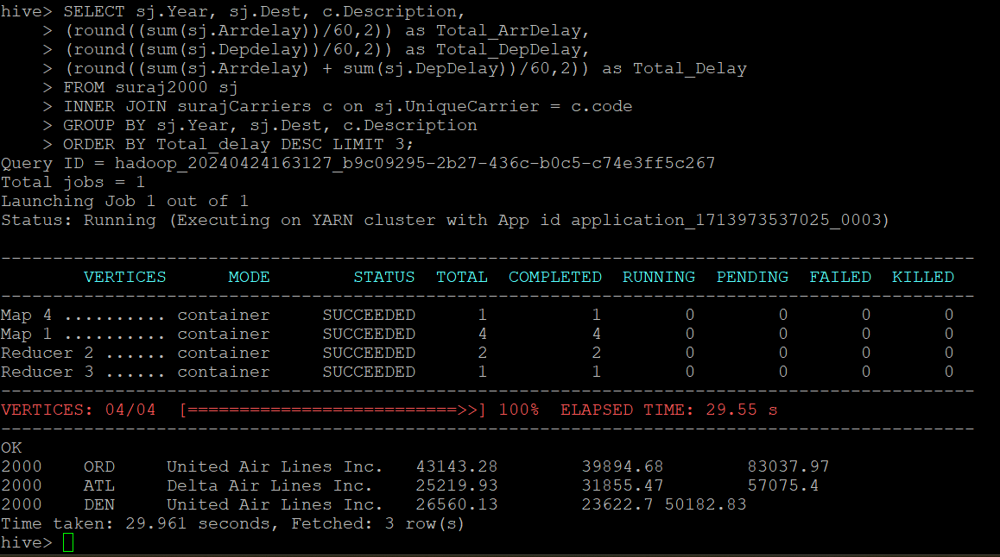 hive> SELECT sj.Year, sj.Dest, c.Description,
    > (round((sum(sj.Arrdelay))/60,2)) as Total_ArrDelay,
    > (round((sum(sj.Depdelay))/60,2)) as Total_DepDelay,
    > (round((sum(sj.Arrdelay) + sum(sj.DepDelay))/60,2)) as Total_Delay
    > FROM suraj2000 sj
    > INNER JOIN surajCarriers c on sj.UniqueCarrier = c.code
    > GROUP BY sj.Year, sj.Dest, c.Description
    > ORDER BY Total_delay DESC LIMIT 3;
Query ID = hadoop_20240424163127_b9c09295-2b27-436c-b0c5-c74e3ff5c267
Total jobs = 1
Launching Job 1 out of 1
Status: Running (Executing on YARN cluster with App id application_1713973537025_0003)

----------------------------------------------------------------------------------------------
        VERTICES      MODE        STATUS  TOTAL  COMPLETED  RUNNING  PENDING  FAILED  KILLED
----------------------------------------------------------------------------------------------
Map 4 .......... container     SUCCEEDED      1          1        0        0       0       0
Map 1 .......... container     SUCCEEDED      4          4        0        0       0       0
Reducer 2 ...... container     SUCCEEDED      2          2        0        0       0       0
Reducer 3 ...... container     SUCCEEDED      1          1        0        0       0       0
----------------------------------------------------------------------------------------------
VERTICES: 04/04  [==========================>>] 100%  ELAPSED TIME: 29.55 s
----------------------------------------------------------------------------------------------
OK
2000    ORD     United Air Lines Inc.   43143.28        39894.68        83037.97
2000    ATL     Delta Air Lines Inc.    25219.93        31855.47        57075.4
2000    DEN     United Air Lines Inc.   26560.13        23622.7 50182.83
Time taken: 29.961 seconds, Fetched: 3 row(s)
hive>